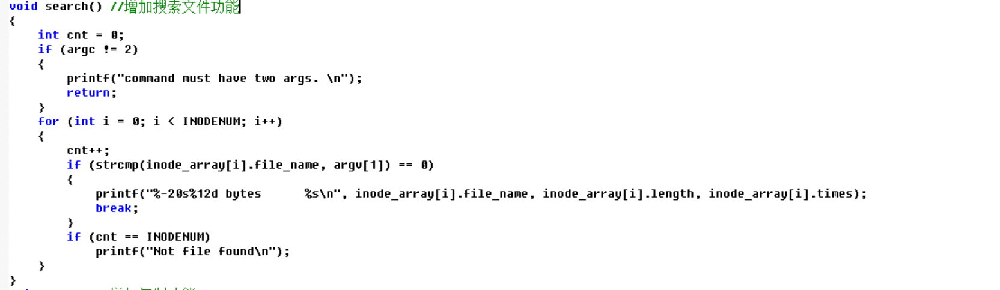 void search() //增加搜索文件功能
{
    int cnt = 0;
    if (argc != 2)
    {
        printf("command must have two args. \n");
        return;
    }
    for (int i = 0; i < INODENUM; i++)
    {
        cnt++;
        if (strcmp(inode_array[i].file_name, argv[1]) == 0)
        {
            printf("%-20s%12d bytes      %s\n", inode_array[i].file_name, inode_array[i].length, inode_array[i].times);
            break;
        }
        if (cnt == INODENUM)
            printf("Not file found\n");
    }
}